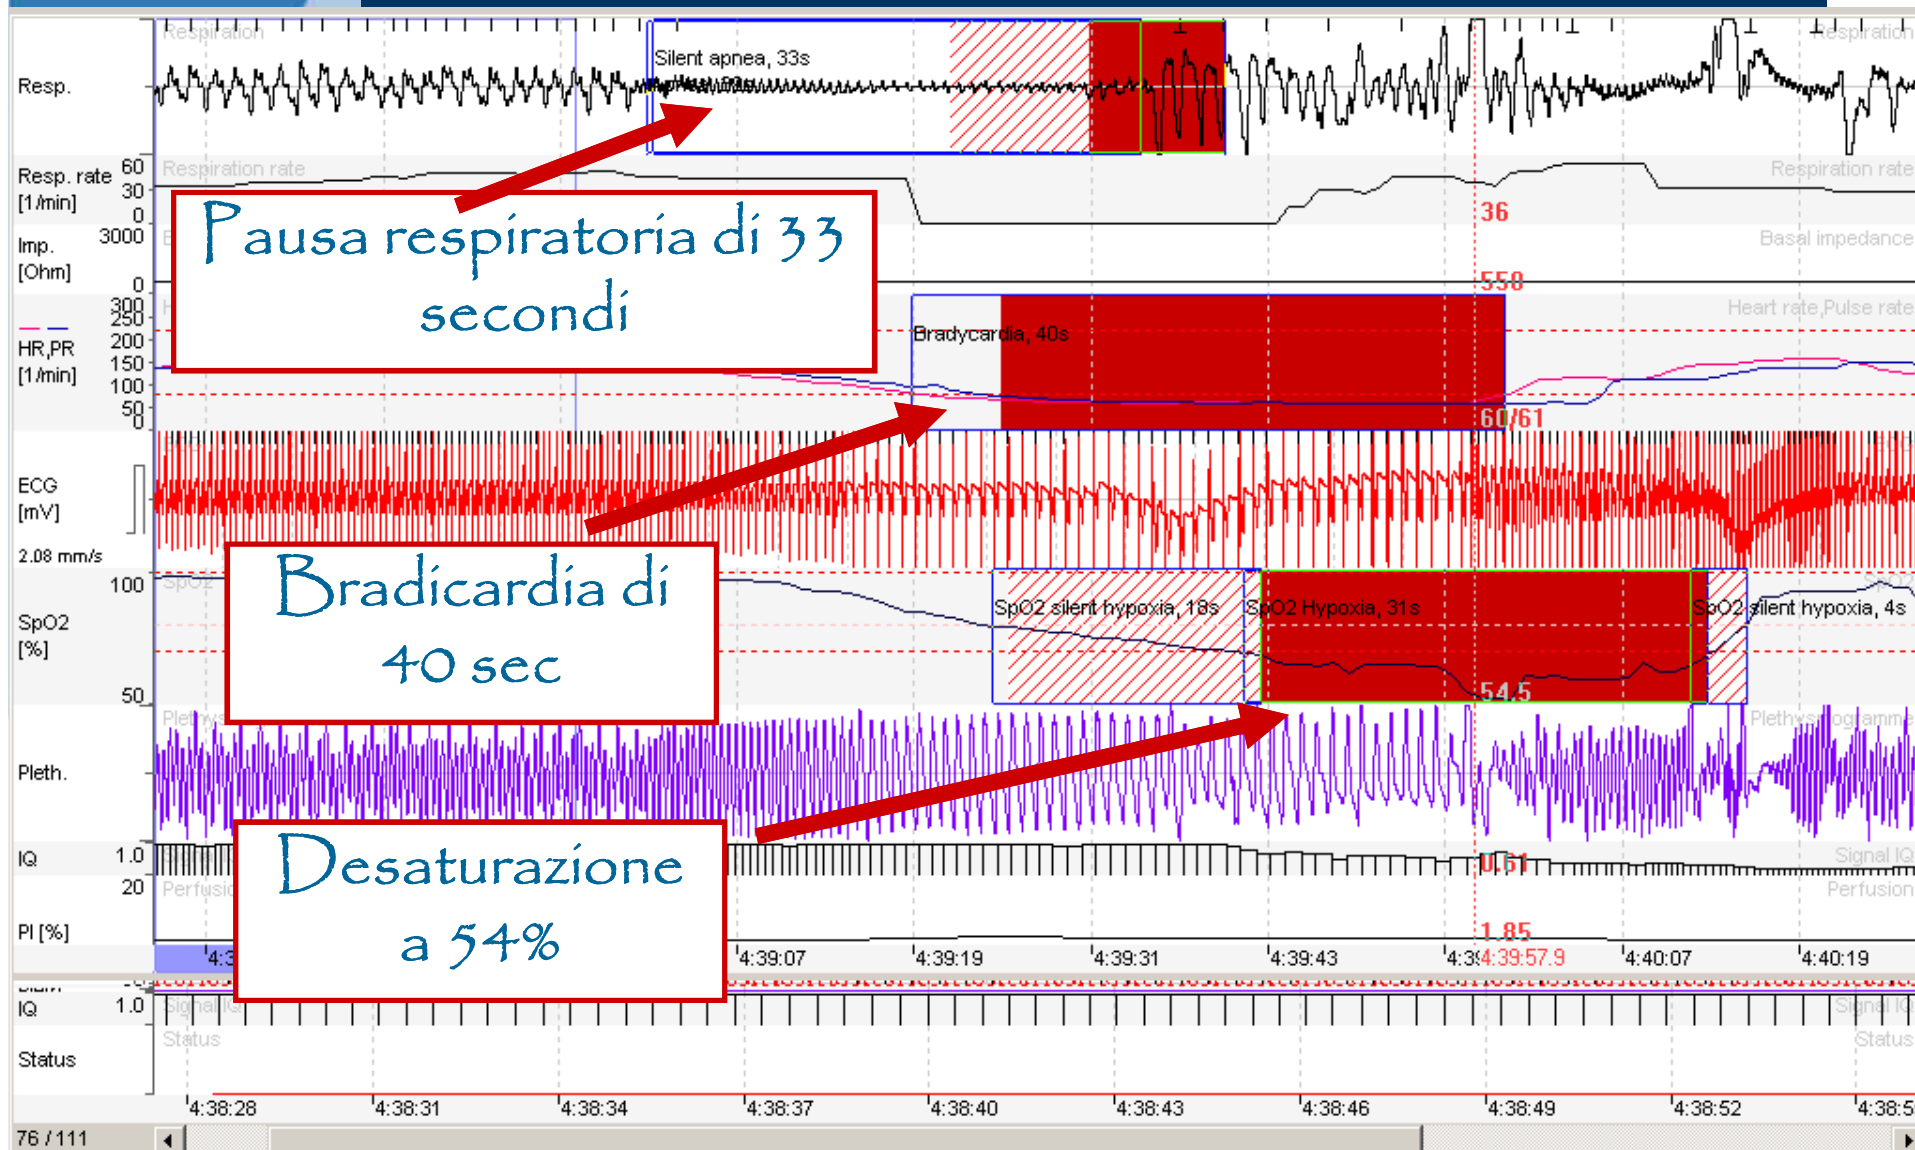 Respiration
Respiration
Resp.
Silent apnea, 33s
Resp. rate
[1/min]
60
30
0
Respiration rate
Respiration rate
36
Pausa respiratoria di 33
secondi
Imp.
[Ohm]
3000
0
Basal impedance
550
HR,PR
[1/min]
300
250
200
150
100
50
0
Heart rate,Pulse rate
Bradycardia, 40s
60/61
ECG
[mV]
2.08 mm/s
Bradicardia di
40 sec
SpO2
[%]
100
50
SpO2
SpO2
SpO2 silent hypoxia, 18s
SpO2 Hypoxia, 31s
SpO2 silent hypoxia, 4s
54.5
Pleth.
Plethysmogramme
Desaturazione
a 54%
IQ
1.0
Signal IQ
0.61
20
PI [%]
Perfusion
1.85
4:39:07
4:39:19
4:39:31
4:39:43
4:39:57.9
4:40:07
4:40:19
IQ
1.0
Signal IQ
Signal IQ
Status
Status
Status
4:38:28
4:38:31
4:38:34
4:38:37
4:38:40
4:38:43
4:38:46
4:38:49
4:38:52
76 / 111